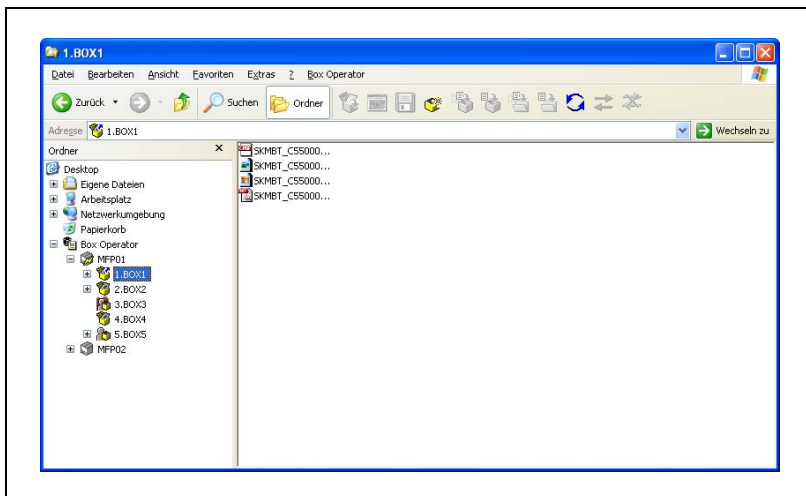 1.BOX1
Datei Bearbeiten Ansicht Favoriten Extras ? Box Operator
Zurück Suchen Ordner
Adresse 1.BOX1 Wechseln zu
Ordner
Desktop
Eigene Dateien
Arbeitsplatz
Netzwerkumgebung
Papierkorb
Box Operator
MFP01
1.BOX1
2.BOX2
3.BOX3
4.BOX4
5.BOX5
MFP02
SKMBT_C55000...
SKMBT_C55000...
SKMBT_C55000...
SKMBT_C55000...